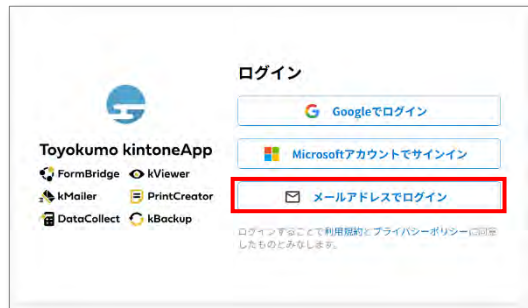 ログイン
Googleでログイン
Microsoftアカウントでサインイン
メールアドレスでログイン
ログインすることで利用規約とプライバシーポリシーに同意
したものとみなします。
Toyokumo kintoneApp
FormBridge kViewer
kMailer PrintCreator
DataCollect kBackup